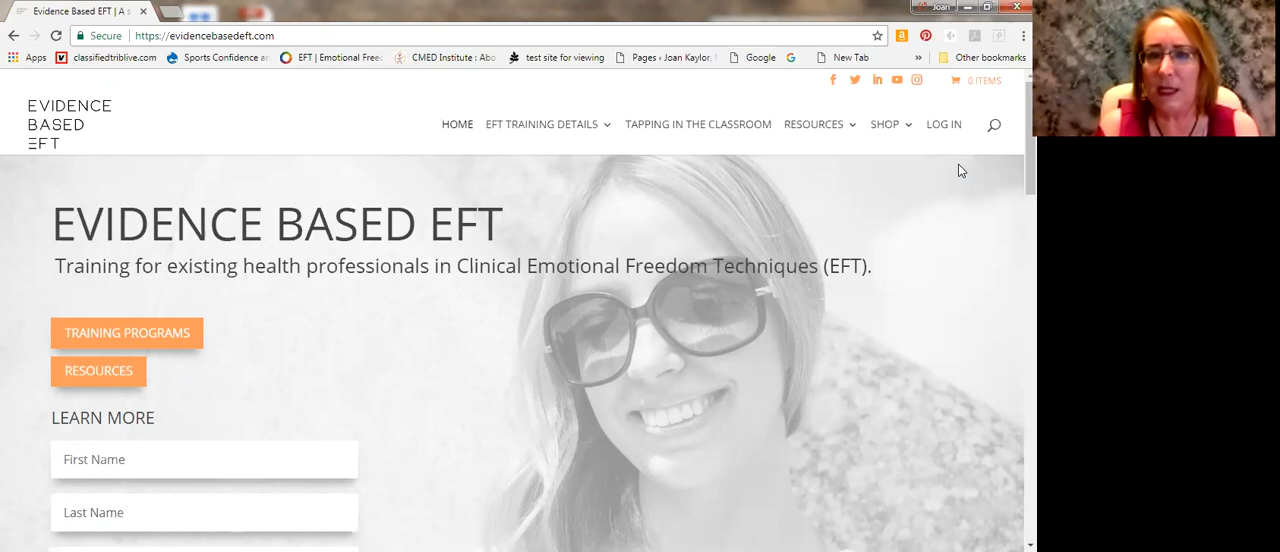 Evidence Based EFT | A s
Joan
Secure
https://evidencebasedeft.com
Apps
classifiedtriblive.com
Sports Confidence an
EFT | Emotional Free
CMED Institute : Abo
test site for viewing
Pages ‹ Joan Kaylor,
Google
New Tab
Other bookmarks
0 ITEMS
EVIDENCE
BASED
EFT
HOME
EFT TRAINING DETAILS
TAPPING IN THE CLASSROOM
RESOURCES
SHOP
LOG IN
EVIDENCE BASED EFT
Training for existing health professionals in Clinical Emotional Freedom Techniques (EFT).
TRAINING PROGRAMS
RESOURCES
LEARN MORE
First Name
Last Name